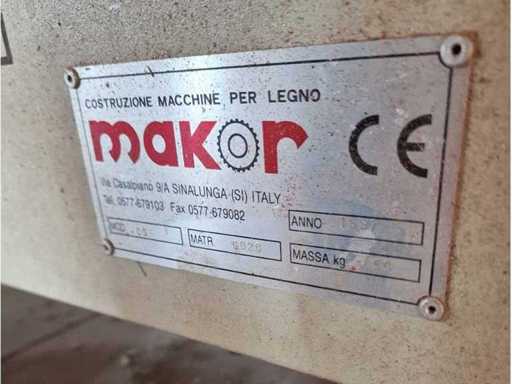 COSTRUZIONE MACCHINE PER LEGNO
makor CE
Via Casalpiano 9/A SINALUNGA (SI) ITALY
Tel. 0577-679103 Fax 0577-679082
ANNO
MOD.
MATR
MASSA kg